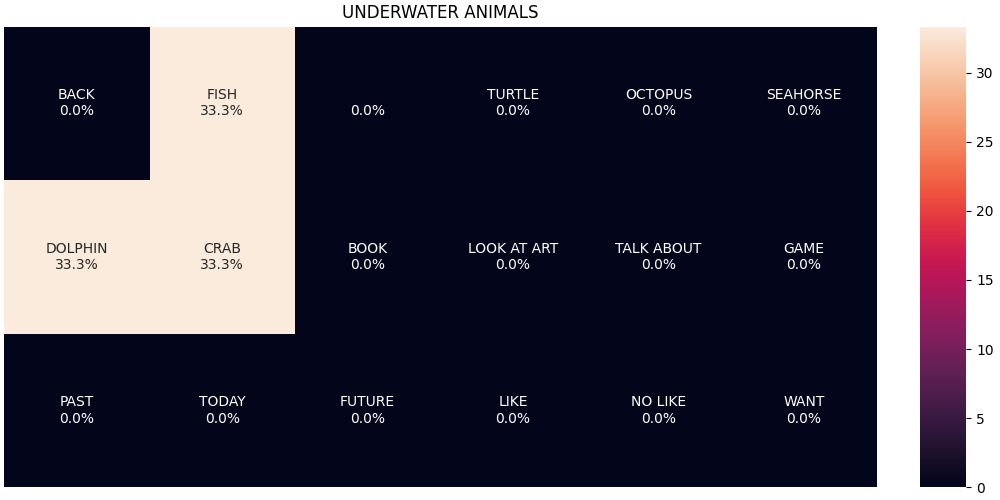 UNDERWATER ANIMALS
BACK
0.0%
FISH
33.3%
0.0%
TURTLE
0.0%
OCTOPUS
0.0%
SEAHORSE
0.0%
DOLPHIN
33.3%
CRAB
33.3%
BOOK
0.0%
LOOK AT ART
0.0%
TALK ABOUT
0.0%
GAME
0.0%
PAST
0.0%
TODAY
0.0%
FUTURE
0.0%
LIKE
0.0%
NO LIKE
0.0%
WANT
0.0%
30
25
20
15
10
5
0